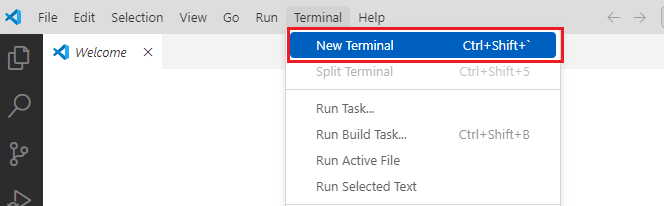 File Edit Selection View Go Run Terminal Help
Welcome
New Terminal Ctrl+Shift+`
Split Terminal Ctrl+Shift+5
Run Task...
Run Build Task... Ctrl+Shift+B
Run Active File
Run Selected Text